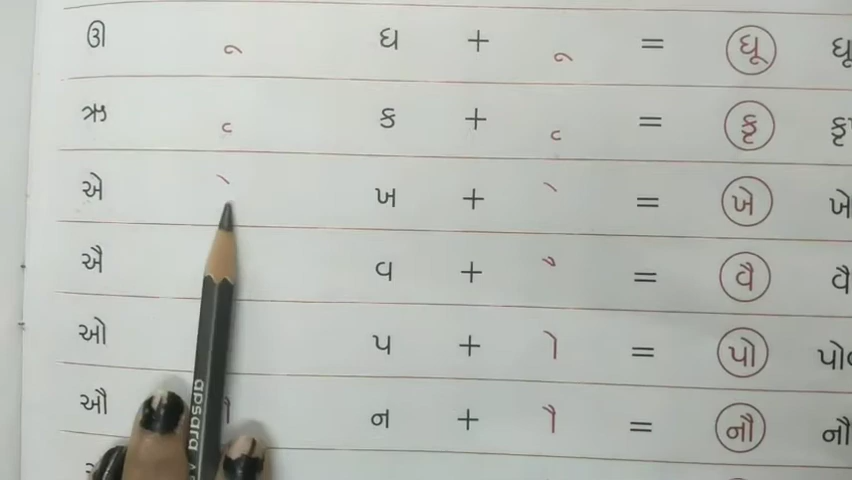 ઊ ૂ ધ + ૂ = ધૂ
ઋ ૃ ક + ૃ = કૃ
એ ે ખ + ે = ખે ખે
ઐ વ + ૈ = વૈ વૈ
ઓ પ + ો = પો
ઔ ન + ૌ = નૌ નૌ
apsara